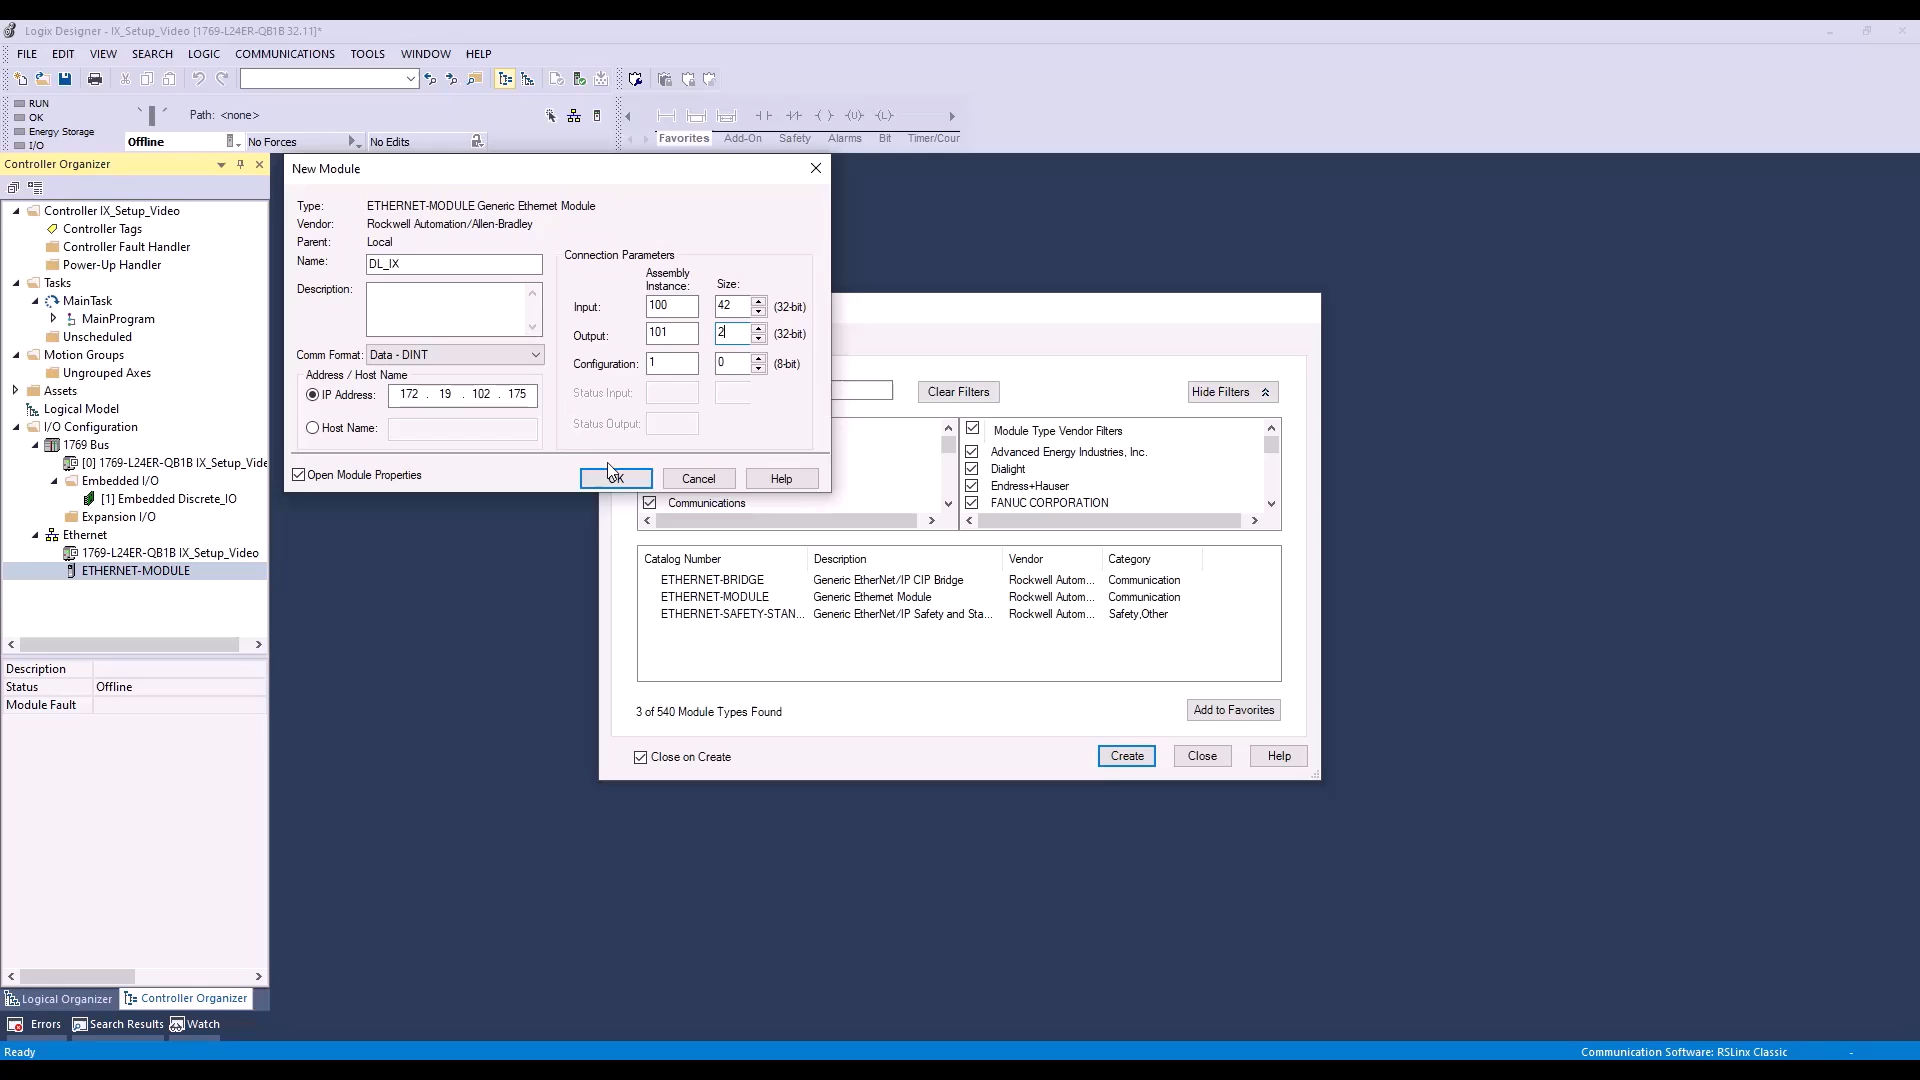 Logix Designer - IX_Setup_Video [1769-L24ER-QB1B 32.11]*
FILE EDIT VIEW SEARCH LOGIC COMMUNICATIONS TOOLS WINDOW HELP
RUN
OK
Energy Storage
I/O
Path: <none>
Offline
No Forces
No Edits
Favorites Add-On Safety Alarms Bit Timer/Cour
Controller Organizer
Controller IX_Setup_Video
Controller Tags
Controller Fault Handler
Power-Up Handler
Tasks
MainTask
MainProgram
Unscheduled
Motion Groups
Ungrouped Axes
Assets
Logical Model
I/O Configuration
1769 Bus
[0] 1769-L24ER-QB1B IX_Setup_Vide
Embedded I/O
[1] Embedded Discrete_IO
Expansion I/O
Ethernet
1769-L24ER-QB1B IX_Setup_Video
ETHERNET-MODULE
Description
Status Offline
Module Fault
Logical Organizer Controller Organizer
Errors Search Results Watch
Ready
Communication Software: RSLinx Classic -
New Module
Type: ETHERNET-MODULE Generic Ethernet Module
Vendor: Rockwell Automation/Allen-Bradley
Parent: Local
Name: DL_IX
Description:
Comm Format: Data - DINT
Address / Host Name
IP Address: 172 . 19 . 102 . 175
Host Name:
Connection Parameters
Assembly
Instance: Size:
Input: 100 42 (32-bit)
Output: 101 2 (32-bit)
Configuration: 1 0 (8-bit)
Status Input:
Status Output:
Open Module Properties
Cancel Help
Clear Filters
Hide Filters
Communications
Module Type Vendor Filters
Advanced Energy Industries, Inc.
Dialight
Endress+Hauser
FANUC CORPORATION
Catalog Number Description Vendor Category
ETHERNET-BRIDGE Generic EtherNet/IP CIP Bridge Rockwell Autom... Communication
ETHERNET-MODULE Generic Ethernet Module Rockwell Autom... Communication
ETHERNET-SAFETY-STAN... Generic EtherNet/IP Safety and Sta... Rockwell Autom... Safety,Other
3 of 540 Module Types Found
Add to Favorites
Close on Create
Create Close Help